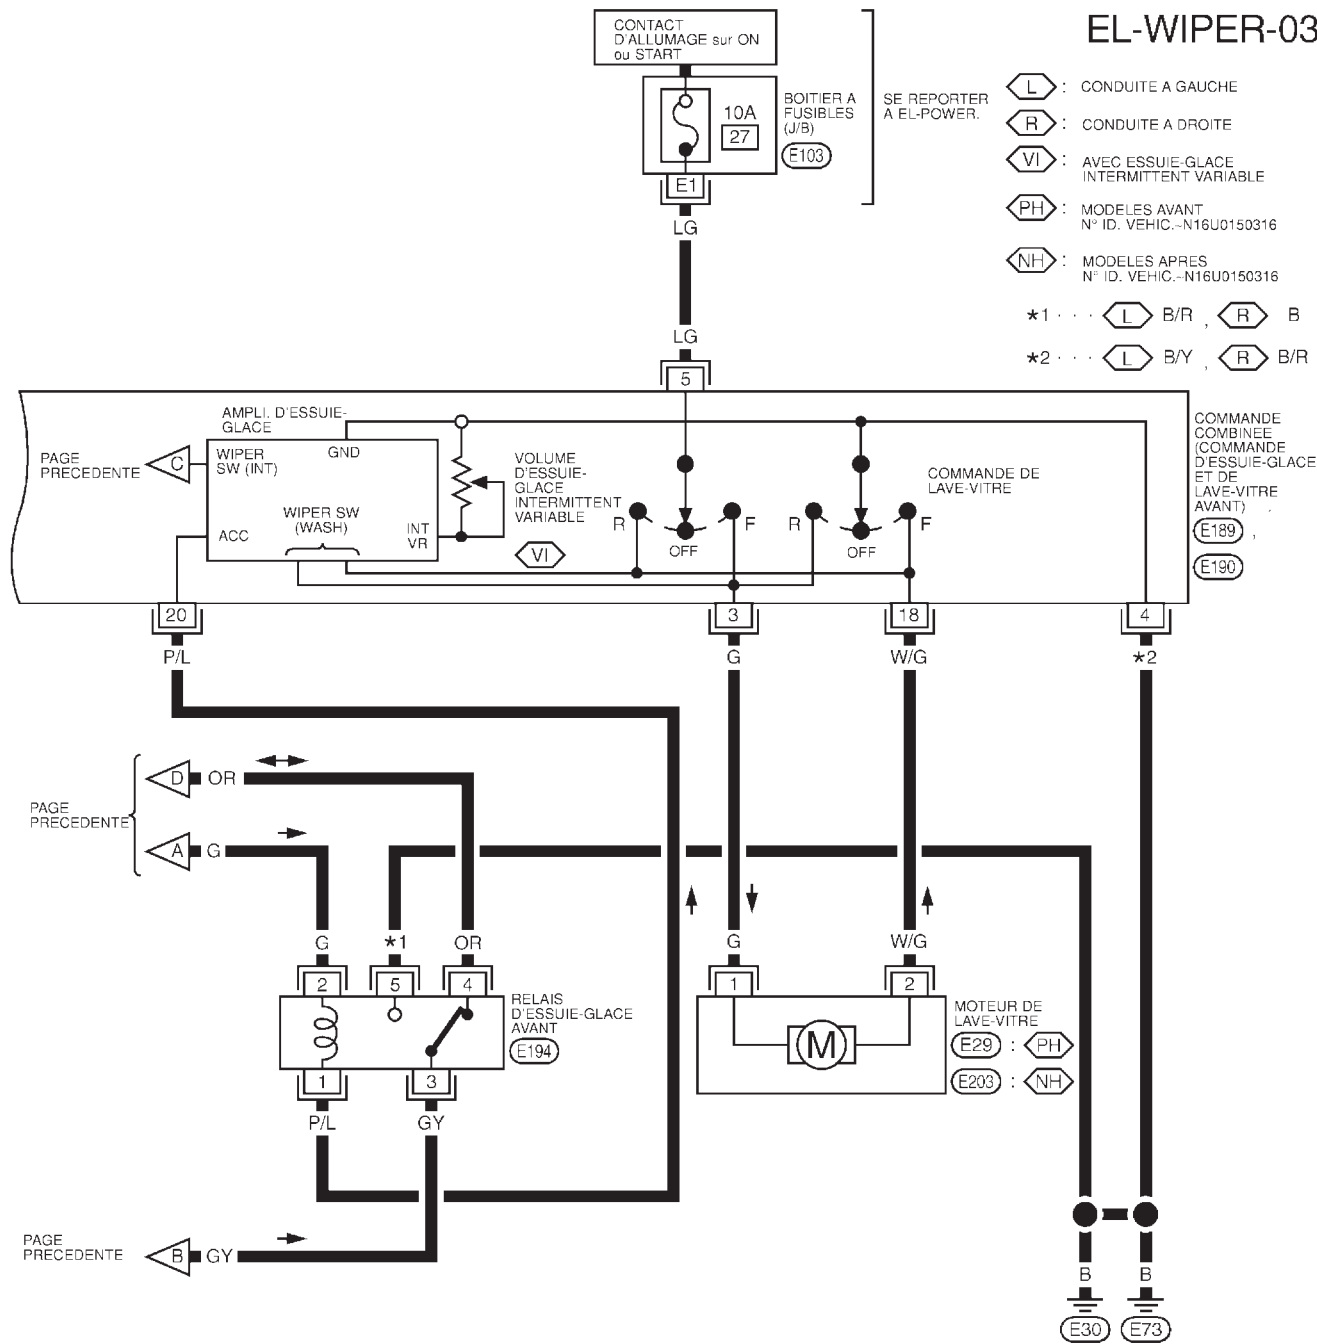 EL-WIPER-03
CONTACT
D'ALLUMAGE sur ON
ou START
10A
27
BOITIER A
FUSIBLES
(J/B)
E103
SE REPORTER
A EL-POWER.
E1
LG
LG
5
L : CONDUITE A GAUCHE
R : CONDUITE A DROITE
VI : AVEC ESSUIE-GLACE
INTERMITTENT VARIABLE
PH : MODELES AVANT
N° ID. VEHIC.~N16U0150316
NH : MODELES APRES
N° ID. VEHIC.~N16U0150316
*1 · · · L B/R , R B
*2 · · · L B/Y , R B/R
AMPLI. D'ESSUIE-
GLACE
PAGE
PRECEDENTE
C
WIPER
SW (INT)
GND
WIPER SW
(WASH)
ACC
INT
VR
VOLUME
D'ESSUIE-
GLACE
INTERMITTENT
VARIABLE
VI
R
OFF
F
R
OFF
F
COMMANDE DE
LAVE-VITRE
COMMANDE
COMBINEE
(COMMANDE
D'ESSUIE-GLACE
ET DE
LAVE-VITRE
AVANT) .
E189 ,
E190
20
3
18
4
P/L
G
W/G
*2
PAGE
PRECEDENTE
D OR
A G
G
*1
OR
G
W/G
2
5
4
1
2
RELAIS
D'ESSUIE-GLACE
AVANT
E194
M
MOTEUR DE
LAVE-VITRE
E29 : PH
E203 : NH
1
3
P/L
GY
PAGE
PRECEDENTE
B GY
B
B
E30
E73